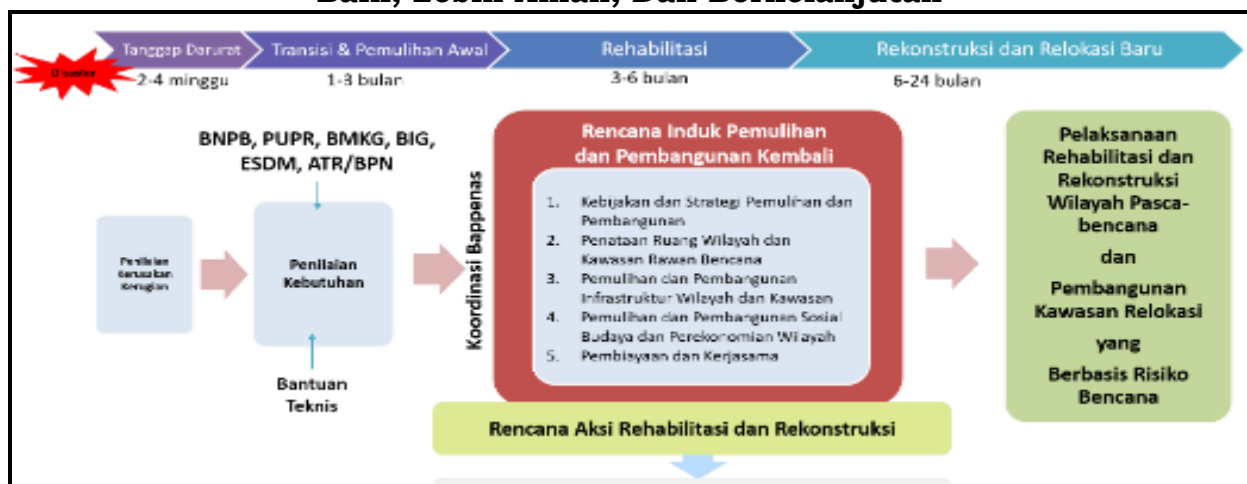 Tanggap Darurat
Transisi & Pemulihan Awal
Rehabilitasi
Rekonstruksi dan Relokasi Baru
2-4 minggu
1-3 bulan
3-6 bulan
6-24 bulan
BNPB, PUPR, BMKG, BIG,
ESDM, ATR/BPN
Penilaian
Kerusakan
Kerugian
Penilaian
Kebutuhan
Bantuan
Teknis
Koordinasi Bappenas
Rencana Induk Pemulihan
dan Pembangunan Kembali
1. Kebijakan dan Strategi Pemulihan dan
Pembangunan
2. Penataan Ruang Wilayah dan
Kawasan Rawan Bencana
3. Pemulihan dan Pembangunan
Infrastruktur Wilayah dan Kawasan
4. Pemulihan dan Pembangunan Sosial
Budaya dan Perekonomian Wilayah
5. Pembiayaan dan Kerjasama
Rencana Aksi Rehabilitasi dan Rekonstruksi
Pelaksanaan
Rehabilitasi dan
Rekonstruksi
Wilayah Pasca-
bencana
dan
Pembangunan
Kawasan Relokasi
yang
Berbasis Risiko
Bencana